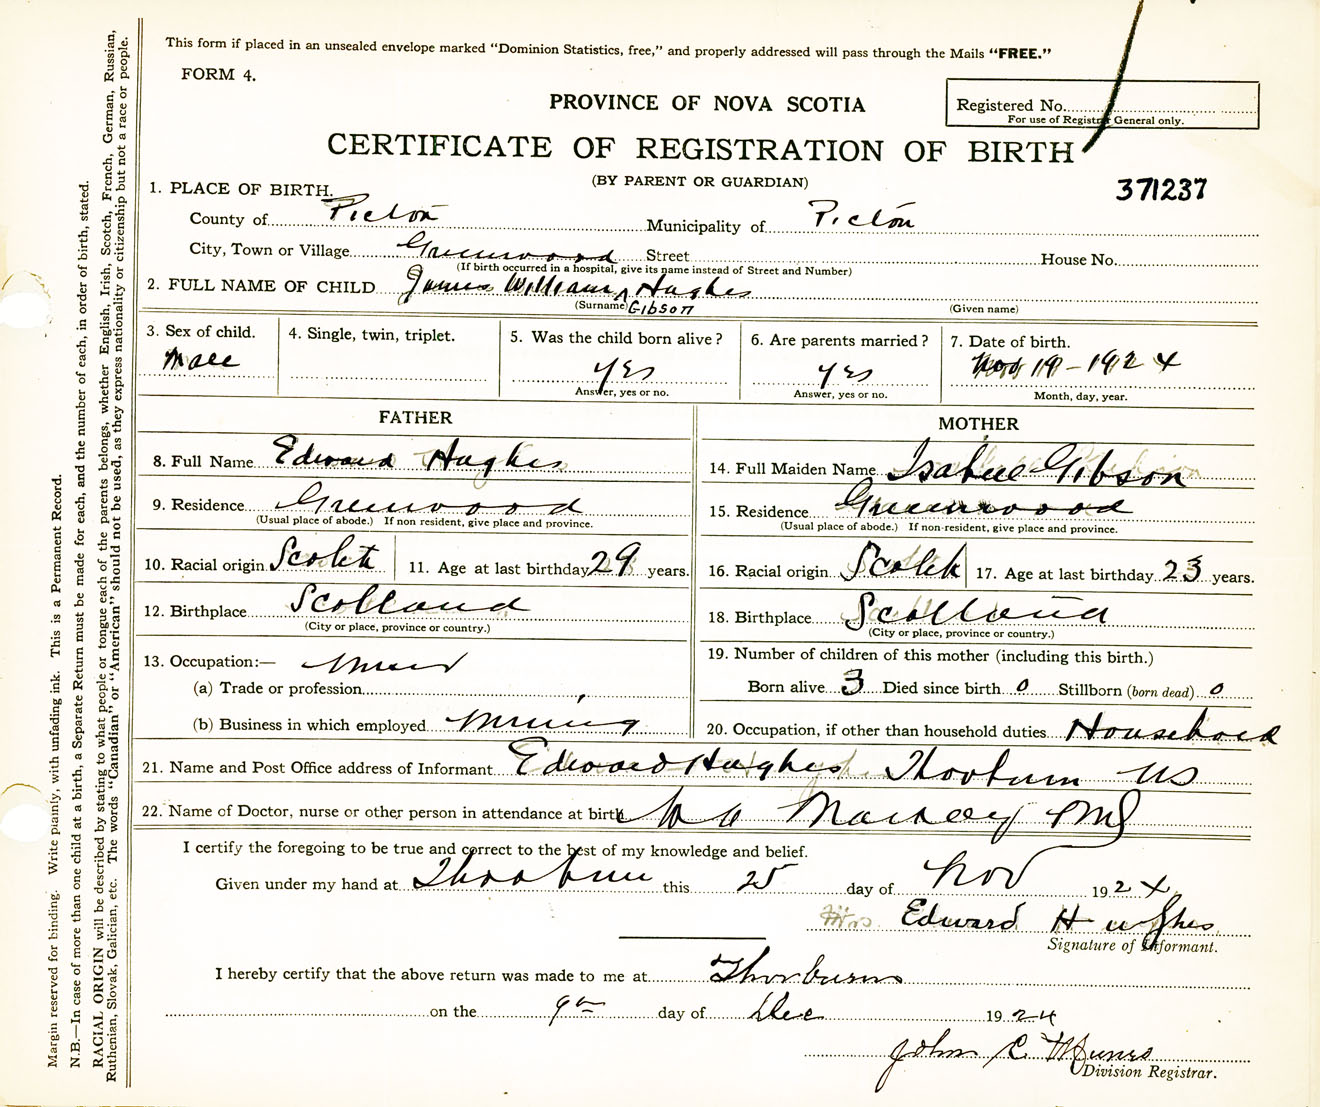 This form if placed in an unsealed envelope marked "Dominion Statistics, free," and properly addressed will pass through the Mails "FREE."
FORM 4.
PROVINCE OF NOVA SCOTIA
Registered No.
For use of Registrar General only.
CERTIFICATE OF REGISTRATION OF BIRTH
(BY PARENT OR GUARDIAN)
371237
1. PLACE OF BIRTH.
County of Pictou Municipality of Pictou
City, Town or Village Greenwood Street House No.
(If birth occurred in a hospital, give its name instead of Street and Number)
2. FULL NAME OF CHILD James William ^ Hughes
(Surname) Gibson (Given name)
3. Sex of child. 4. Single, twin, triplet. 5. Was the child born alive? 6. Are parents married? 7. Date of birth.
Male yes yes Nov 19 - 1924
Answer, yes or no. Answer, yes or no. Month, day, year.
FATHER MOTHER
8. Full Name Edward Hughes 14. Full Maiden Name Isabel Gibson
9. Residence Greenwood 15. Residence Greenwood
(Usual place of abode.) If non resident, give place and province. (Usual place of abode.) If non-resident, give place and province.
10. Racial origin Scotch 11. Age at last birthday 29 years. 16. Racial origin Scotch 17. Age at last birthday 23 years.
12. Birthplace Scotland 18. Birthplace Scotland
(City or place, province or country.) (City or place, province or country.)
13. Occupation:— Miner 19. Number of children of this mother (including this birth.)
(a) Trade or profession Born alive 3 Died since birth 0 Stillborn (born dead) 0
(b) Business in which employed Mining 20. Occupation, if other than household duties Household
21. Name and Post Office address of Informant Edward Hughes Thorburn NS
22. Name of Doctor, nurse or other person in attendance at birth MD
I certify the foregoing to be true and correct to the best of my knowledge and belief.
Given under my hand at Thorburn this 25 day of Nov 1924
Mrs Edward Hughes
Signature of Informant.
I hereby certify that the above return was made to me at Thorburn
on the 9th day of Dec 1924
John C Munro
Division Registrar.
Margin reserved for binding. Write plainly, with unfading ink. This is a Permanent Record.
N.B.—In case of more than one child at a birth, a Separate Return must be made for each, and the number of each, in order of birth, stated.
RACIAL ORIGIN will be described by stating to what people or tongue each of the parents belongs, whether English, Irish, Scotch, French, German, Russian,
Ruthenian, Slovak, Galician, etc. The words "Canadian" or "American" should not be used, as they express nationality or citizenship but not a race or people.